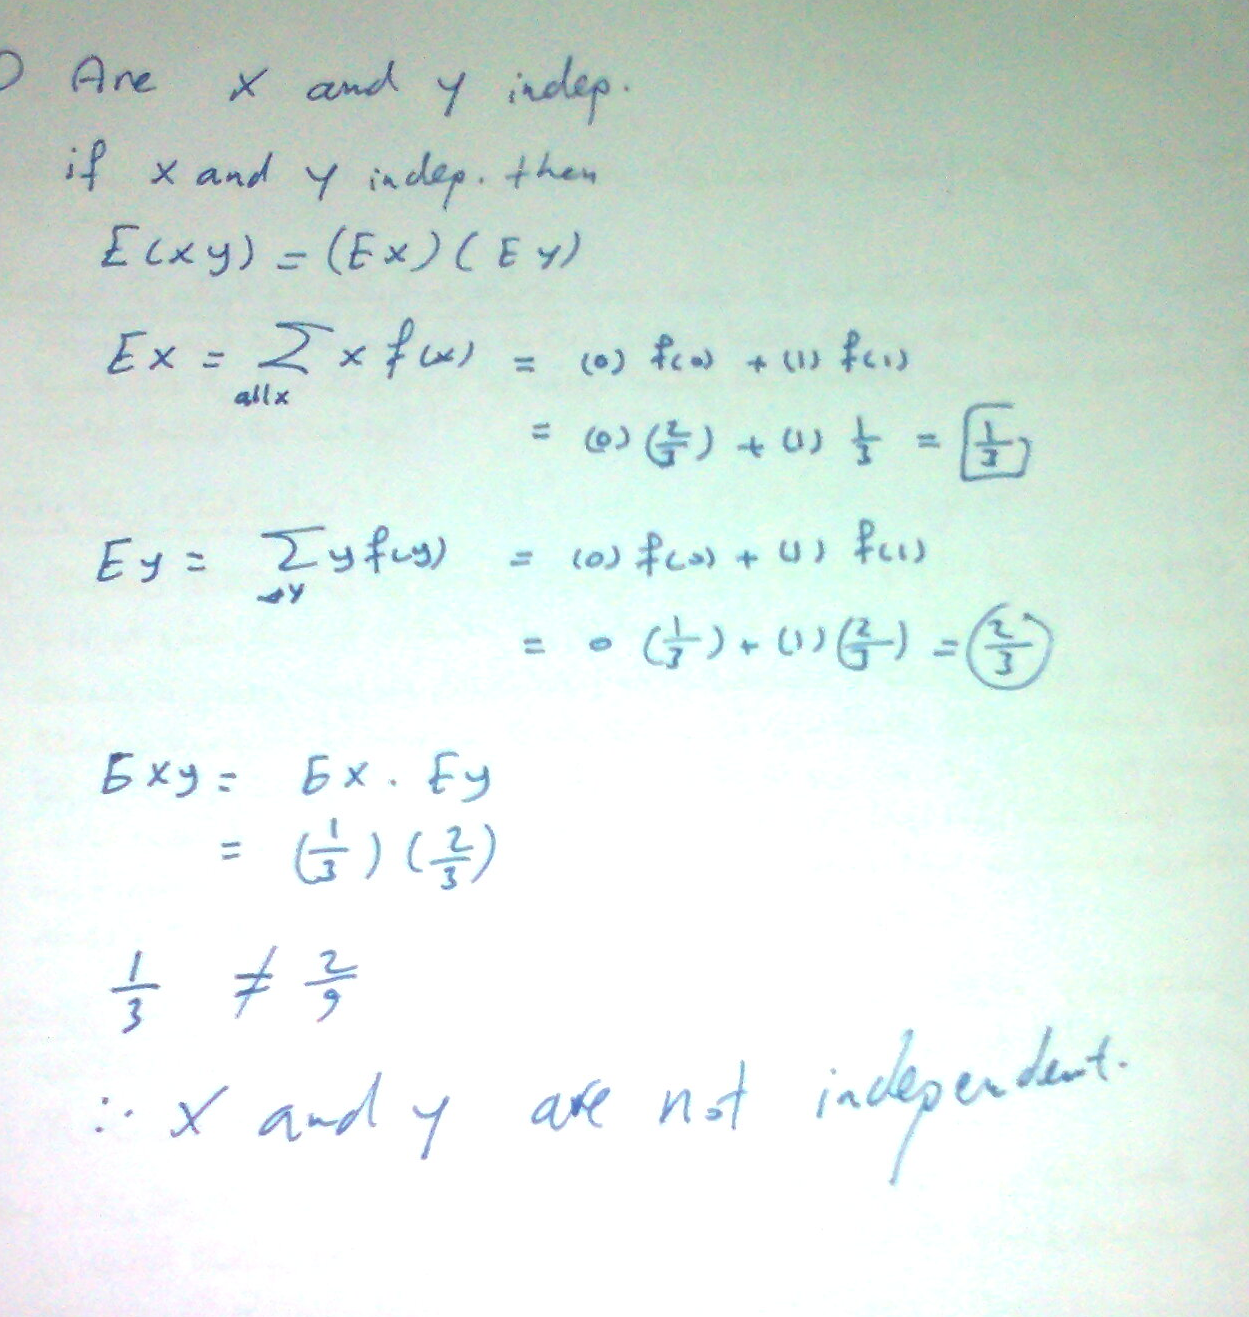 Are x and y indep.
if x and y indep. then
E(xy) = (Ex)(Ey)
Ex = Σ x f(x) = (0) f(0) + (1) f(1)
all x
= (0) (2/3) + (1) 1/3 = 1/3
Ey = Σ y f(y) = (0) f(0) + (1) f(1)
y
= 0 (1/3) + (1) (2/3) = 2/3
Exy = Ex . Ey
= (1/3) (2/3)
1/3 ≠ 2/9
∴ x and y are not independent.